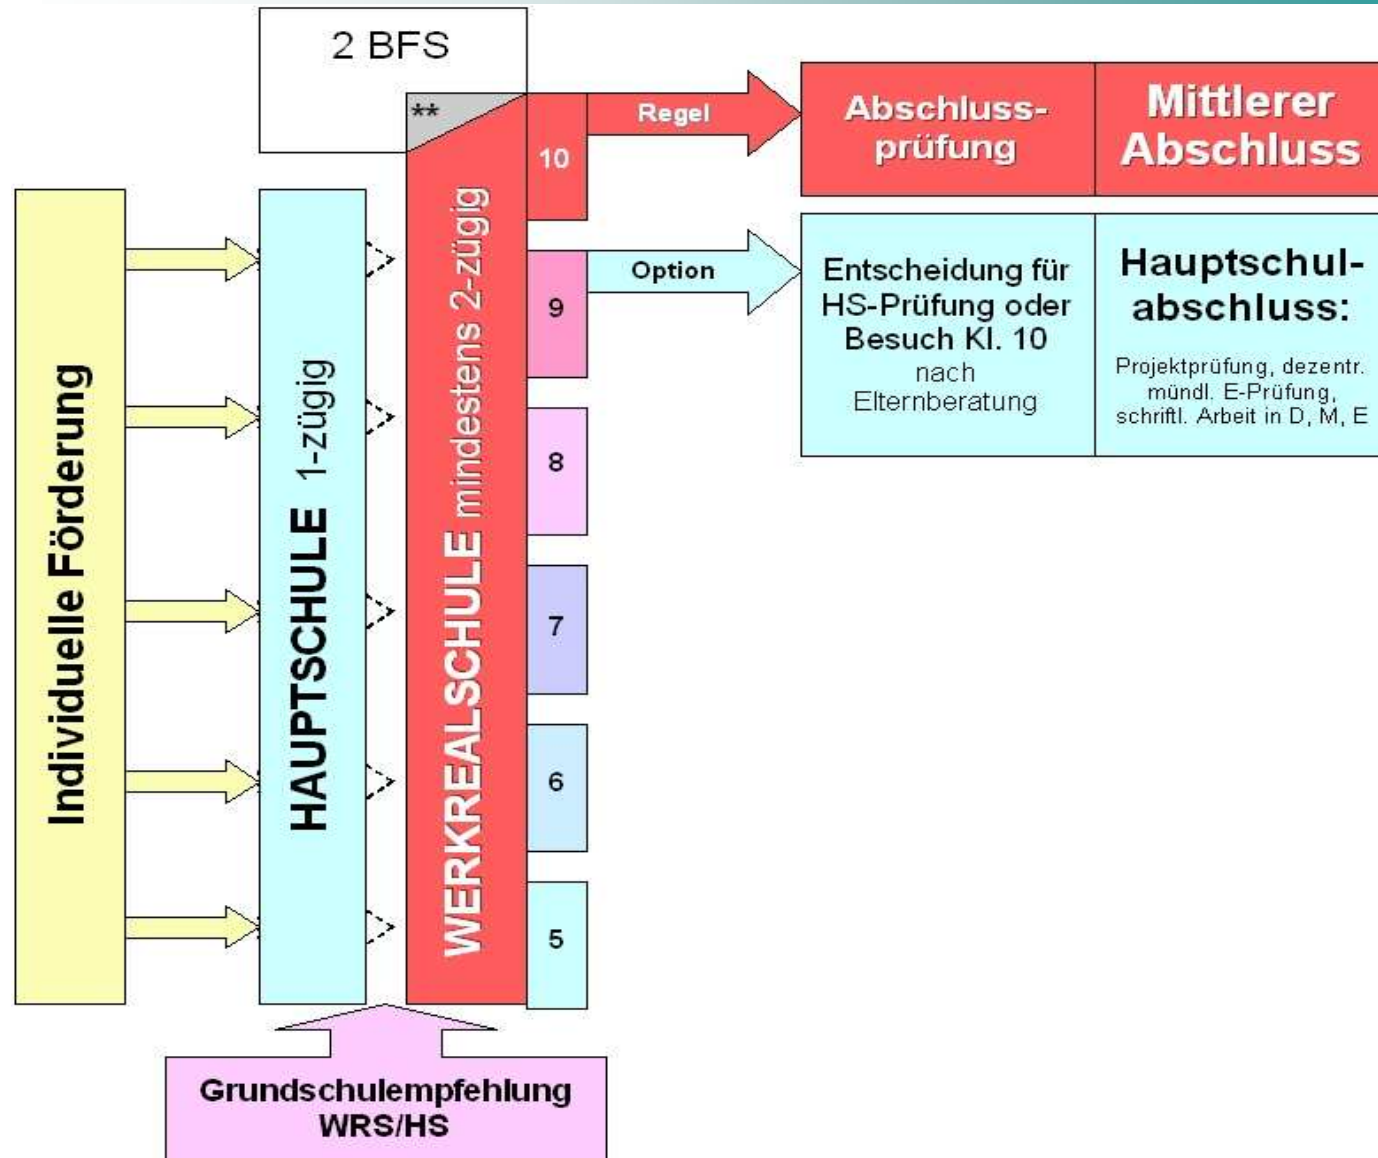 2 BFS
**
10
Regel
Abschluss-
prüfung
Mittlerer
Abschluss
9
Option
Entscheidung für
HS-Prüfung oder
Besuch Kl. 10
nach
Elternberatung
Hauptschul-
abschluss:
Projektprüfung, dezentr.
mündl. E-Prüfung,
schriftl. Arbeit in D, M, E
Individuelle Förderung
HAUPTSCHULE 1-zügig
WERKREALSCHULE mindestens 2-zügig
8
7
6
5
Grundschulempfehlung
WRS/HS